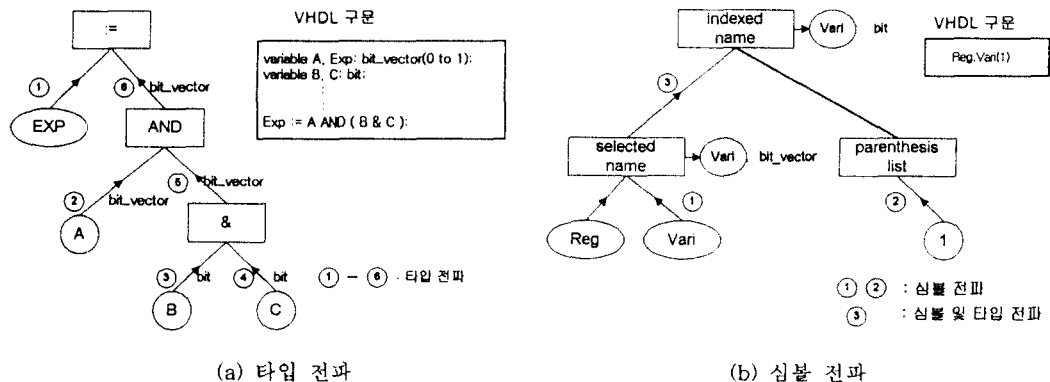 VHDL 구문
:=
variable A, Exp: bit_vector(0 to 1);
variable B, C: bit;
Exp := A AND ( B & C );
① ⑥ bit_vector
EXP AND
⑤ bit_vector
② bit_vector
A &
③ bit ④ bit
B C
① - ⑥ : 타입 전파
(a) 타입 전파
indexed name Vari bit
VHDL 구문
Reg.Vari(1)
③
selected name Vari bit_vector
parenthesis list
① ②
Reg Vari 1
① ② : 심볼 전파
③ : 심볼 및 타입 전파
(b) 심볼 전파